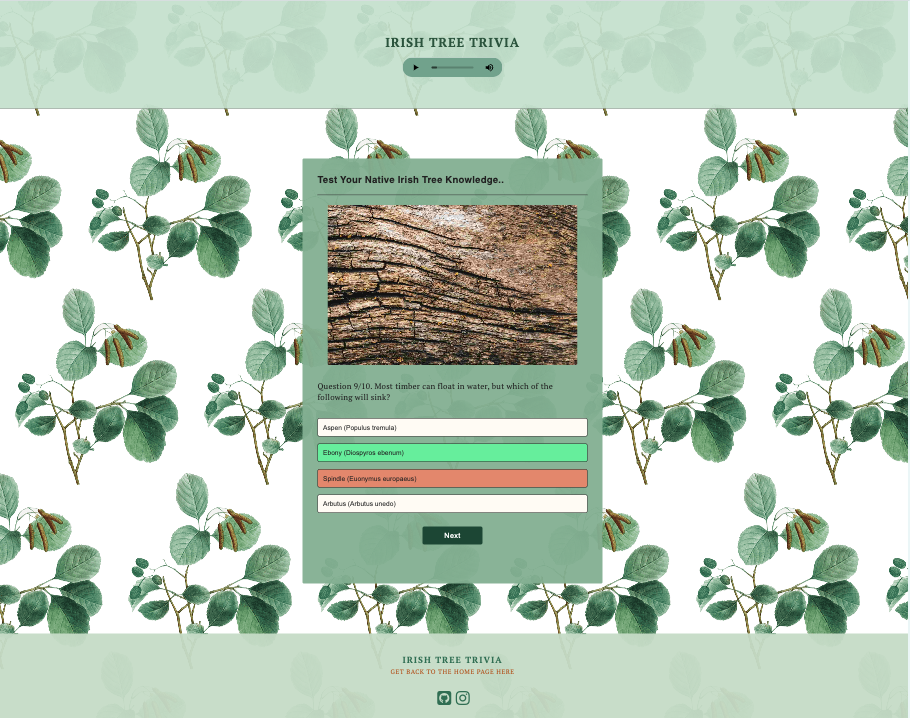 IRISH TREE TRIVIA
Test Your Native Irish Tree Knowledge..
Question 9/10. Most timber can float in water, but which of the
following will sink?
Aspen (Populus tremula)
Ebony (Diospyros ebenum)
Spindle (Euonymus europaeus)
Arbutus (Arbutus unedo)
Next
IRISH TREE TRIVIA
GET BACK TO THE HOME PAGE HERE